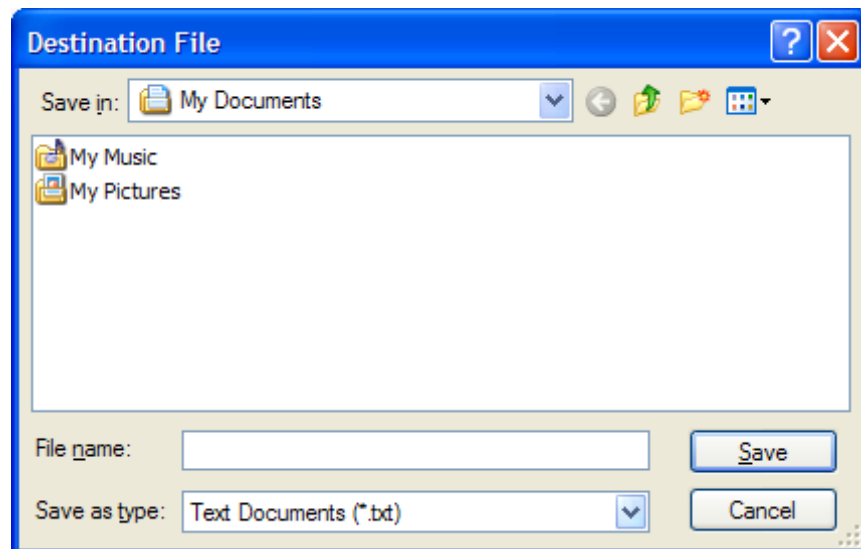 Destination File
?
Save in: My Documents
My Music
My Pictures
File name:
Save
Save as type: Text Documents (*.txt)
Cancel